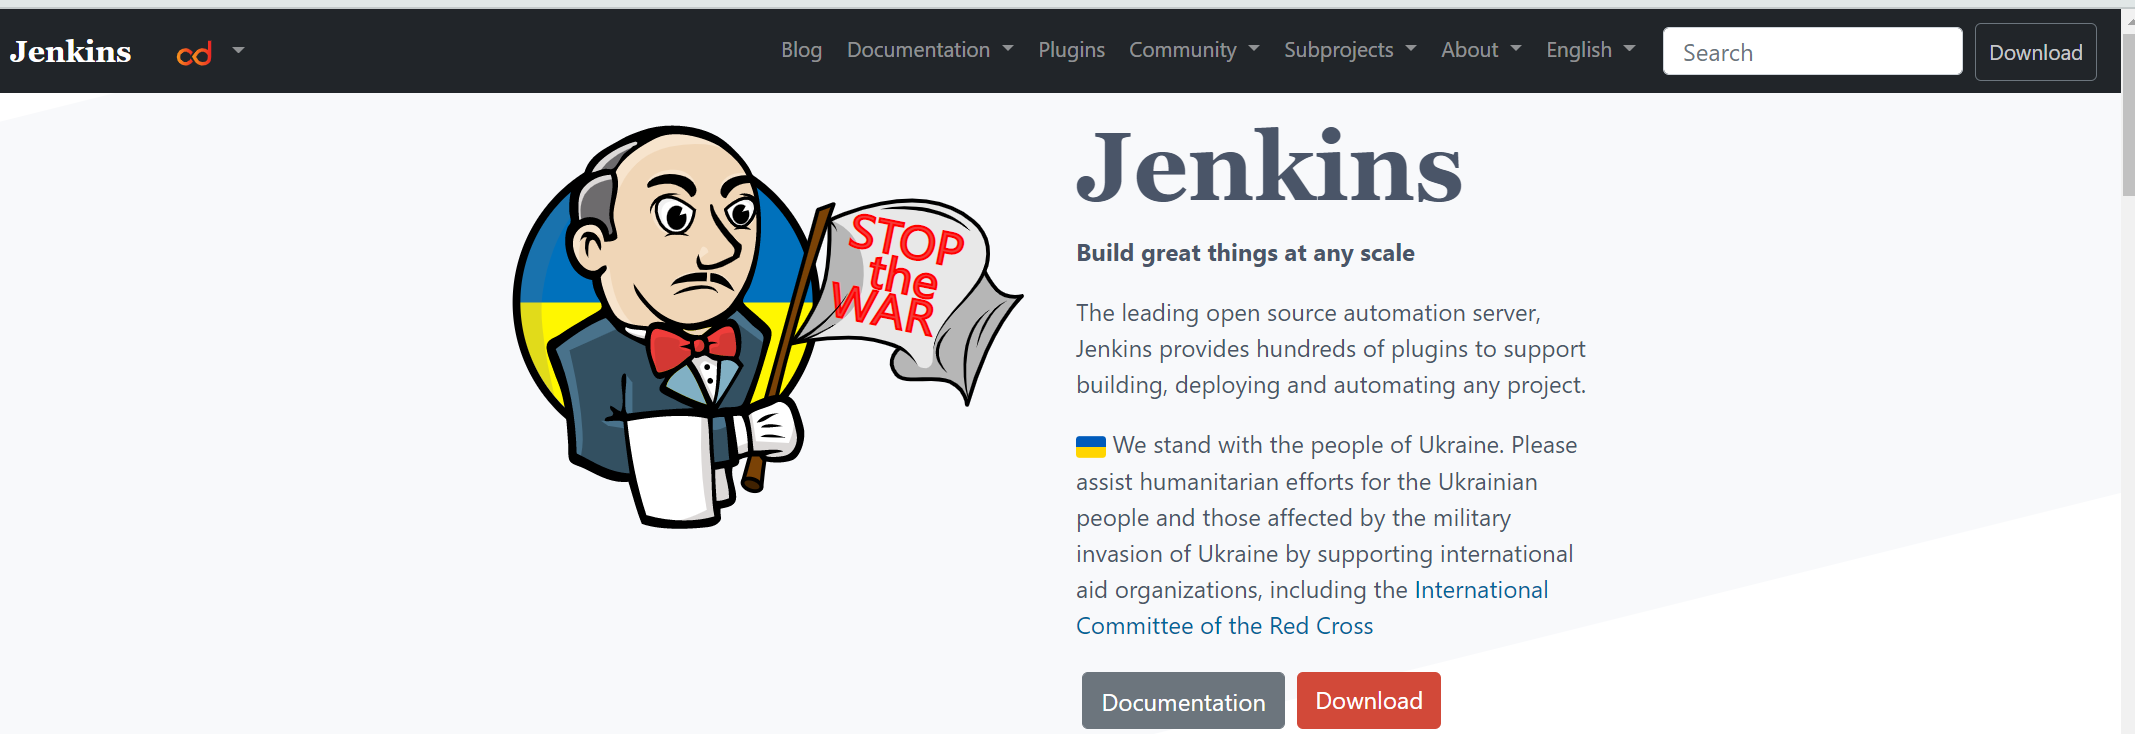 Jenkins
cd
Blog Documentation Plugins Community Subprojects About English Search Download
STOP
the
WAR
Jenkins
Build great things at any scale
The leading open source automation server,
Jenkins provides hundreds of plugins to support
building, deploying and automating any project.
We stand with the people of Ukraine. Please
assist humanitarian efforts for the Ukrainian
people and those affected by the military
invasion of Ukraine by supporting international
aid organizations, including the International
Committee of the Red Cross
Documentation Download